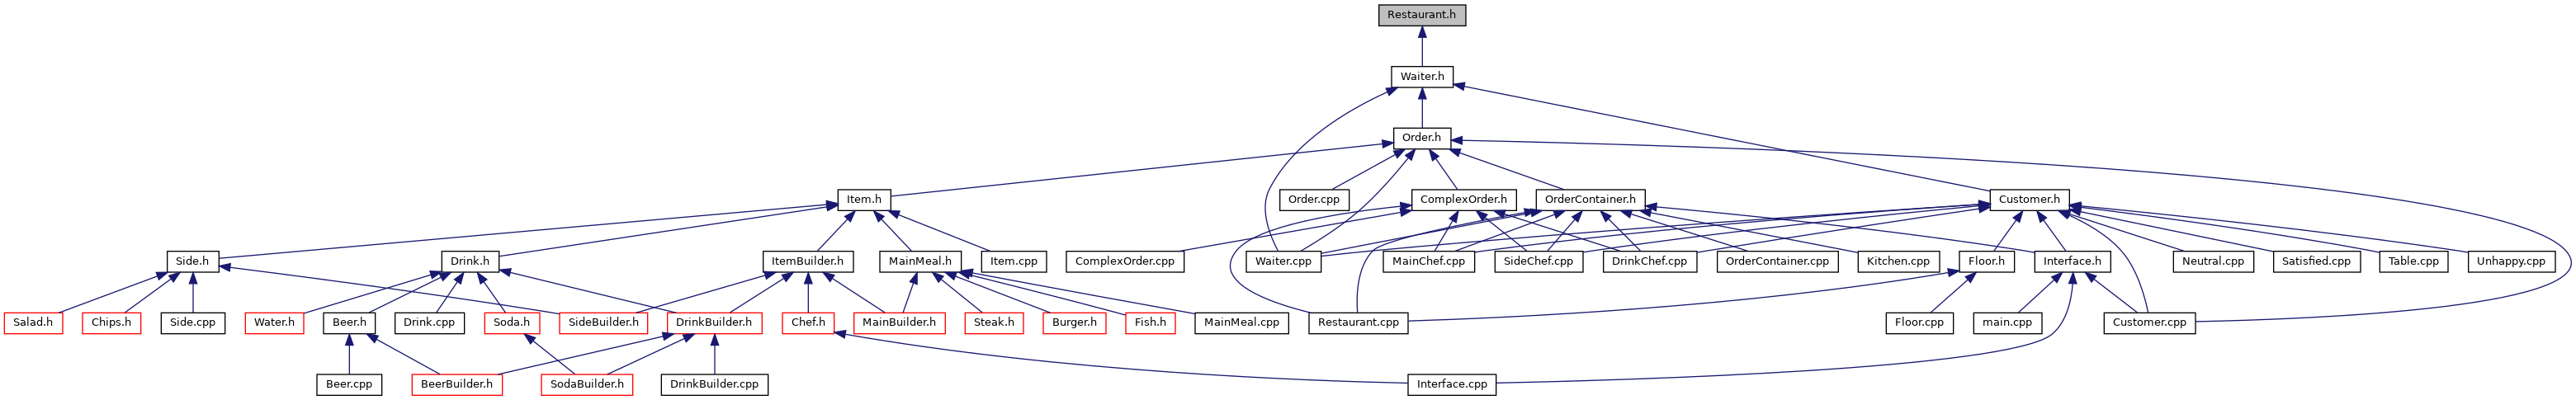 Restaurant.h
Waiter.h
Order.h
Item.h
Order.cpp
ComplexOrder.h
OrderContainer.h
Customer.h
Side.h
Drink.h
ItemBuilder.h
MainMeal.h
Item.cpp
ComplexOrder.cpp
Waiter.cpp
MainChef.cpp
SideChef.cpp
DrinkChef.cpp
OrderContainer.cpp
Kitchen.cpp
Floor.h
Interface.h
Neutral.cpp
Satisfied.cpp
Table.cpp
Unhappy.cpp
Salad.h
Chips.h
Side.cpp
Water.h
Beer.h
Drink.cpp
Soda.h
SideBuilder.h
DrinkBuilder.h
Chef.h
MainBuilder.h
Steak.h
Burger.h
Fish.h
MainMeal.cpp
Restaurant.cpp
Floor.cpp
main.cpp
Customer.cpp
Beer.cpp
BeerBuilder.h
SodaBuilder.h
DrinkBuilder.cpp
Interface.cpp